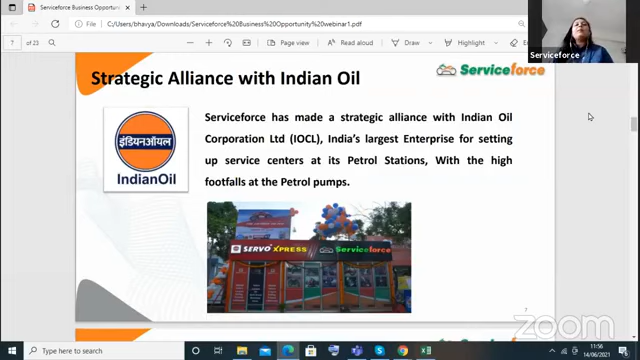 Serviceforce Business Opportu
C:/Users/bhavya/Downloads/Serviceforce%20Business%20Opportunity%20webinar1.pdf
7 of 23
Page view
Read aloud
Draw
Highlight
Serviceforce
Strategic Alliance with Indian Oil
Serviceforce
इंडियनऑयल
IndianOil
Serviceforce has made a strategic alliance with Indian Oil
Corporation Ltd (IOCL), India's largest Enterprise for setting
up service centers at its Petrol Stations, With the high
footfalls at the Petrol pumps.
SERVO XPRESS
Serviceforce
7
zoom
Type here to search
11:56
14/06/2021